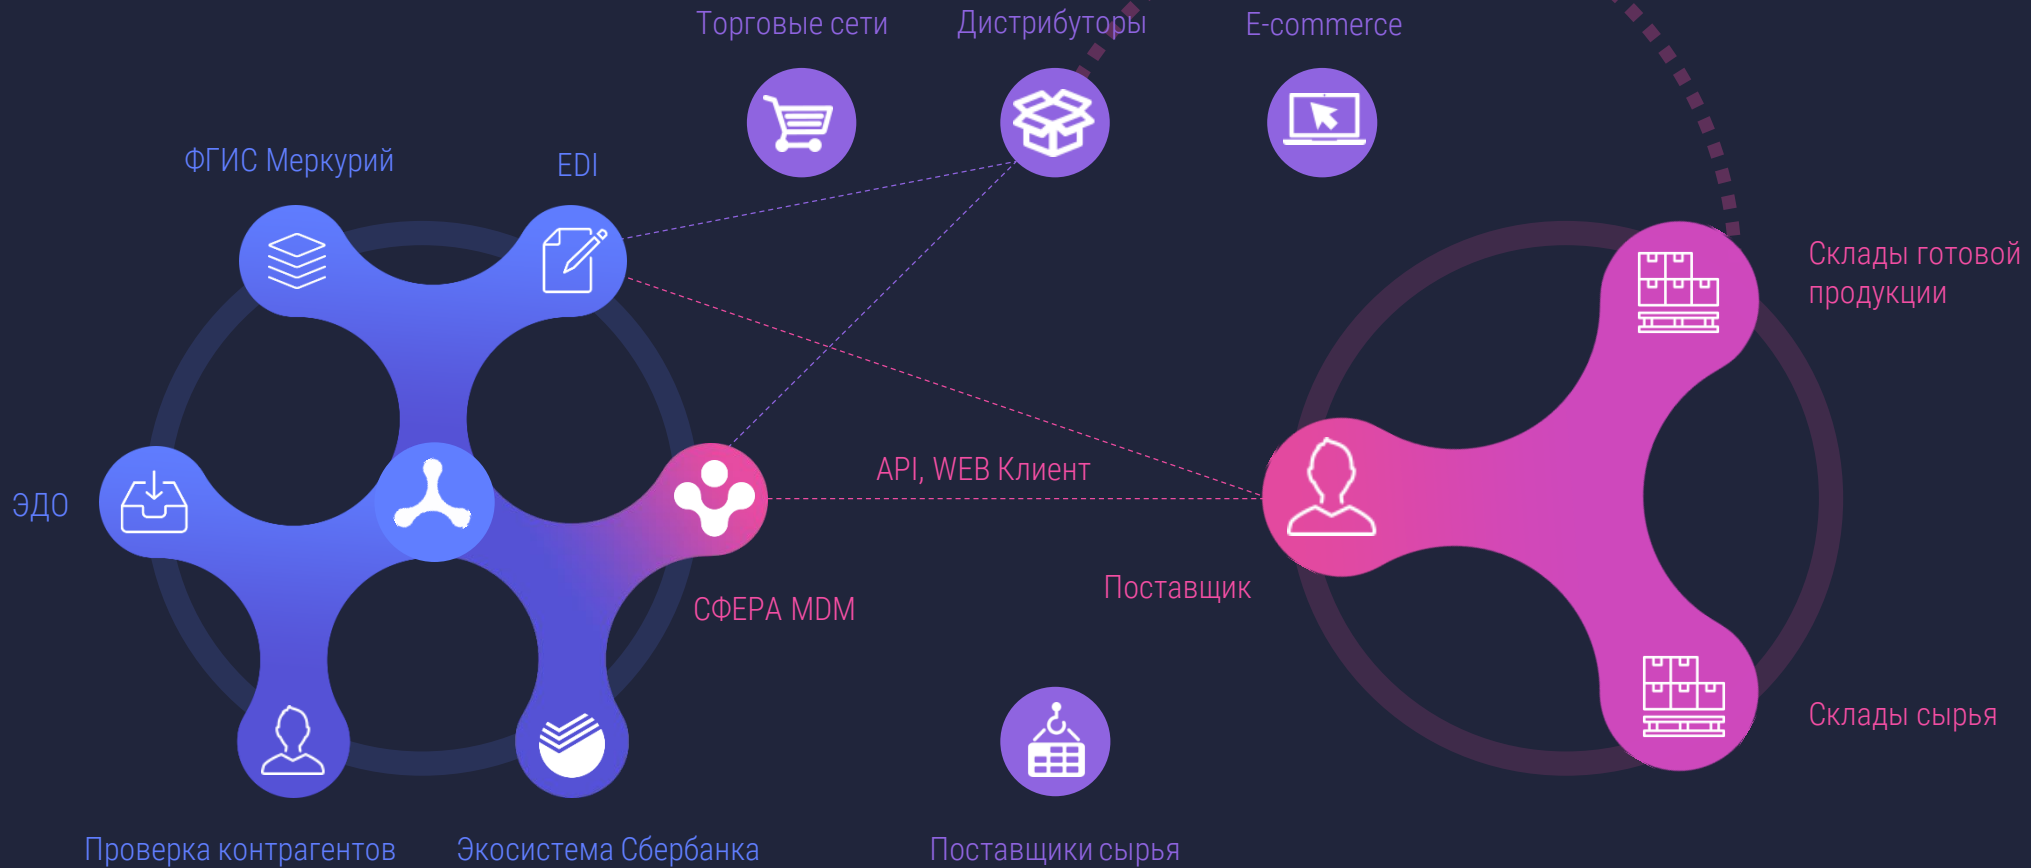 Торговые сети
Дистрибуторы
E-commerce
ФГИС Меркурий
EDI
Склады готовой
продукции
API, WEB Клиент
ЭДО
Поставщик
СФЕРА MDM
Склады сырья
Проверка контрагентов
Экосистема Сбербанка
Поставщики сырья